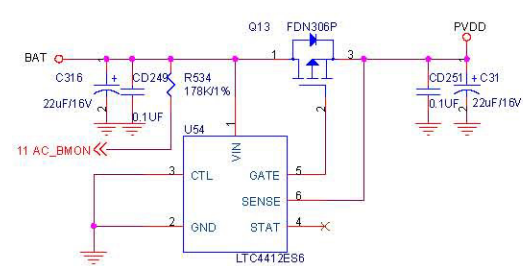 Q13 FDN306P
PVDD
BAT
1 3
C316 + CD249 R534
178K/1%
22uF/16V
2
0.1UF
2
CD251 + C31
0.1UF 22uF/16V
2
1
U54
11 AC_BMON
VIN
3 CTL GATE 5
SENSE 6
2 GND STAT 4
LTC4412ES6